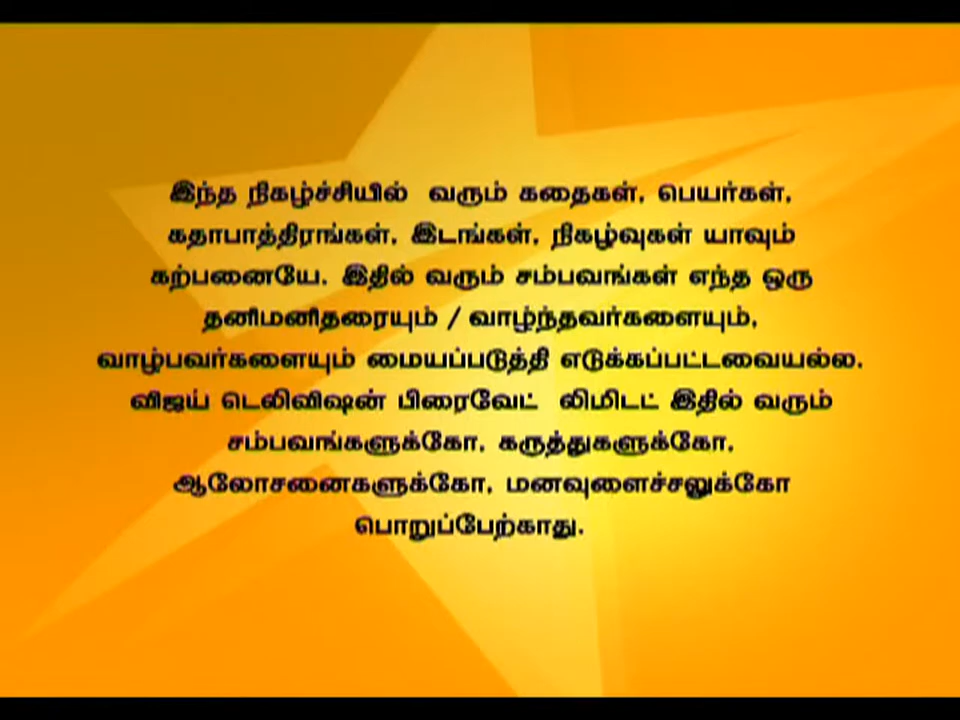 இந்த நிகழ்ச்சியில் வரும் கதைகள், பெயர்கள்,
கதாபாத்திரங்கள், இடங்கள், நிகழ்வுகள் யாவும்
கற்பனையே. இதில் வரும் சம்பவங்கள் எந்த ஒரு
தனிமனிதரையும் / வாழ்ந்தவர்களையும்,
வாழ்பவர்களையும் மையப்படுத்தி எடுக்கப்பட்டவையல்ல.
விஜய் டெலிவிஷன் பிரைவேட் லிமிடட் இதில் வரும்
சம்பவங்களுக்கோ, கருத்துகளுக்கோ,
ஆலோசனைகளுக்கோ, மனவுளைச்சலுக்கோ
பொறுப்பேற்காது.